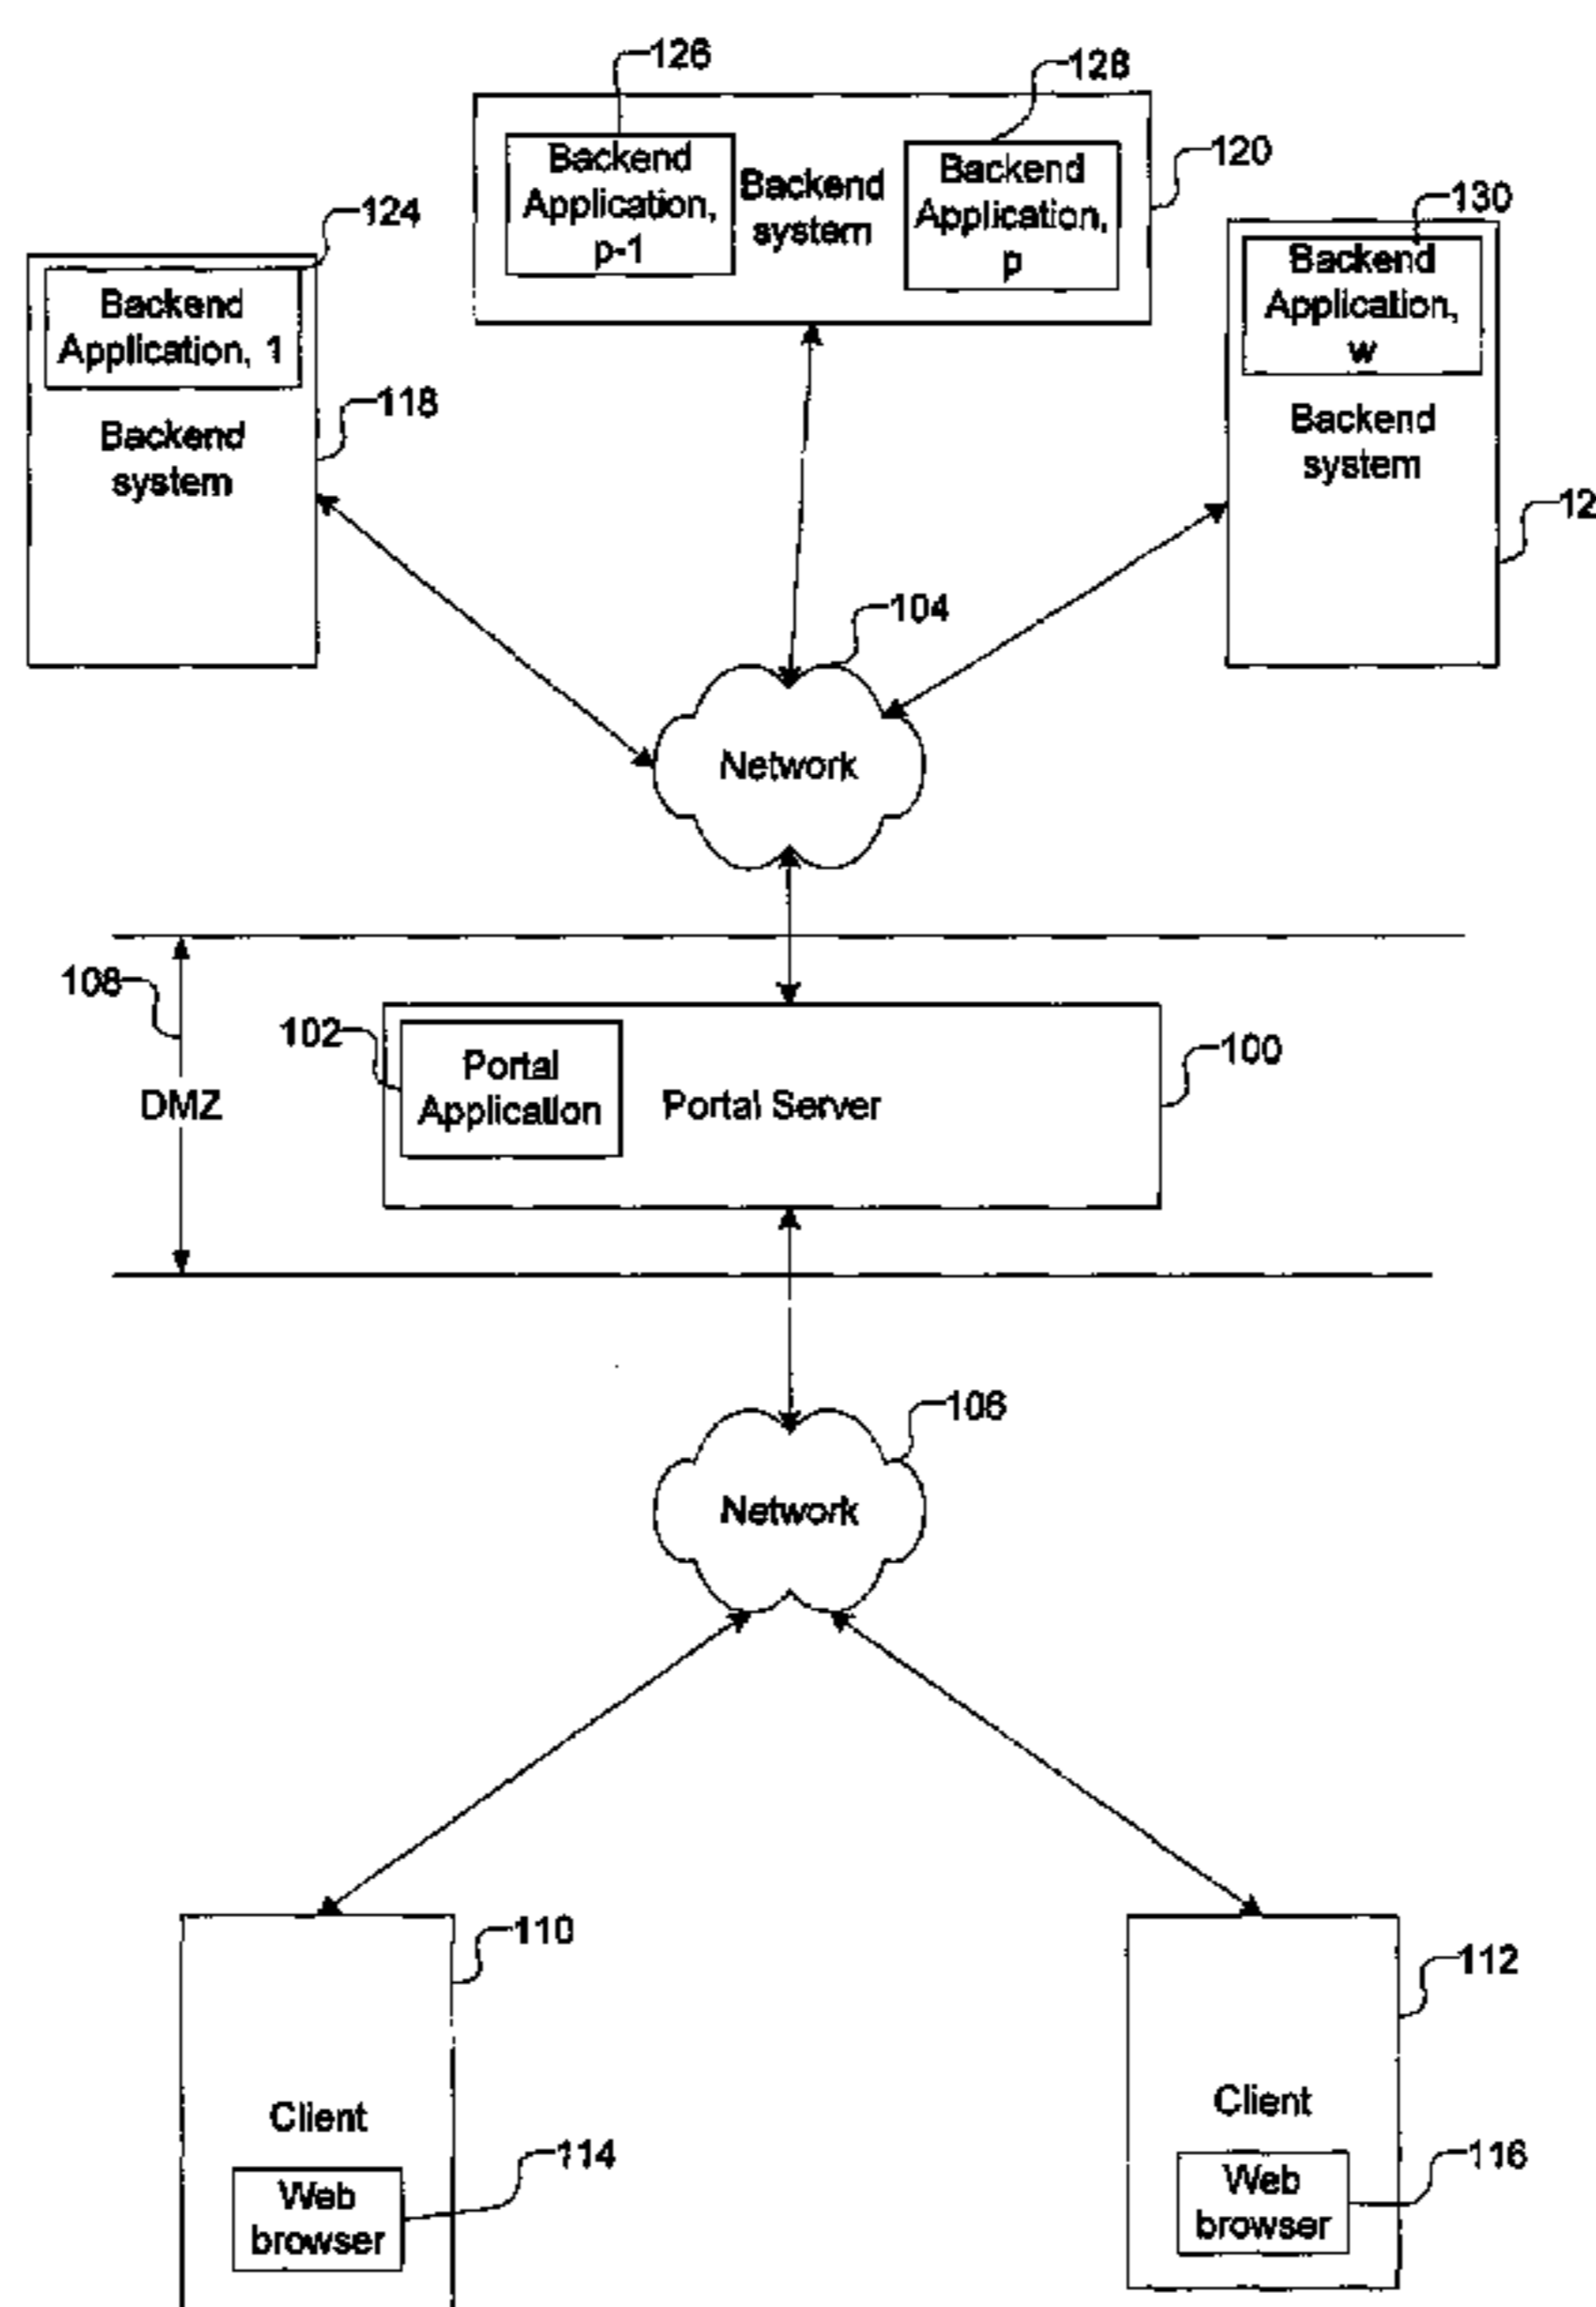 126
128
Backend
Application,
p-1
Backend
system
Backend
Application,
p
120
124
130
Backend
Application, 1
Backend
Application,
w
118
Backend
system
Backend
system
12
104
Network
108
102
Portal
Application
Portal Server
100
DMZ
106
Network
110
112
Client
Client
114
116
Web
browser
Web
browser